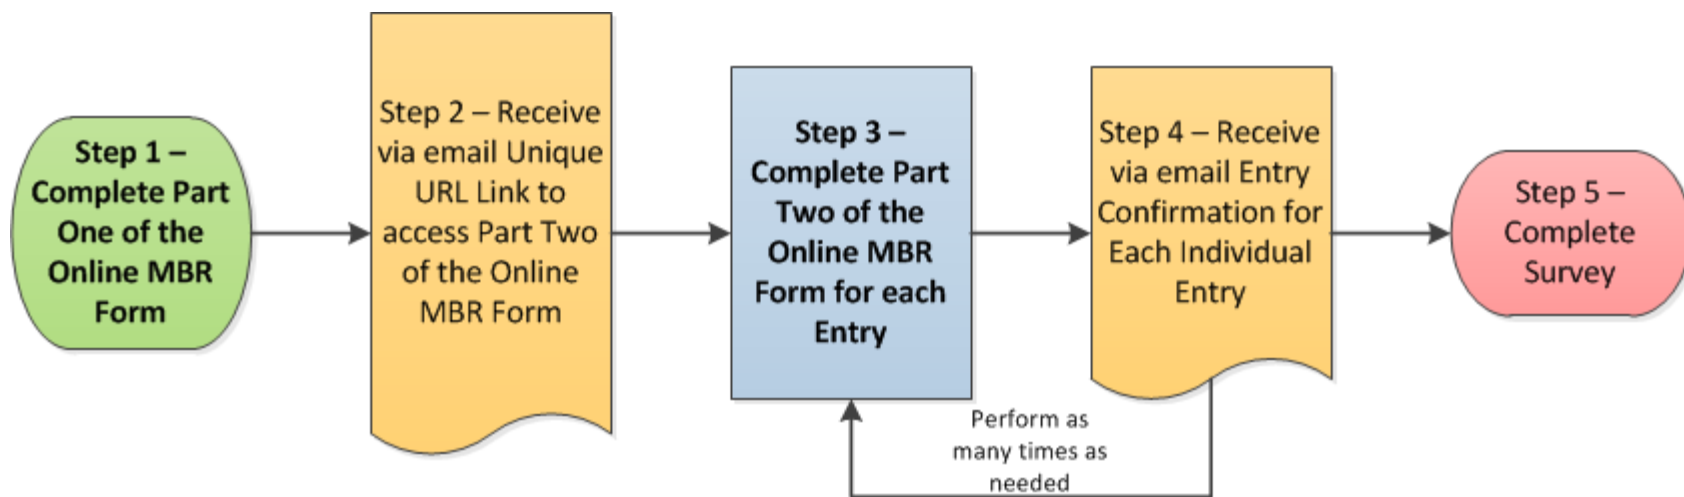 Step 1 –
Complete Part
One of the
Online MBR
Form
Step 2 – Receive
via email Unique
URL Link to
access Part Two
of the Online
MBR Form
Step 3 –
Complete Part
Two of the
Online MBR
Form for each
Entry
Step 4 – Receive
via email Entry
Confirmation for
Each Individual
Entry
Step 5 –
Complete
Survey
Perform as
many times as
needed